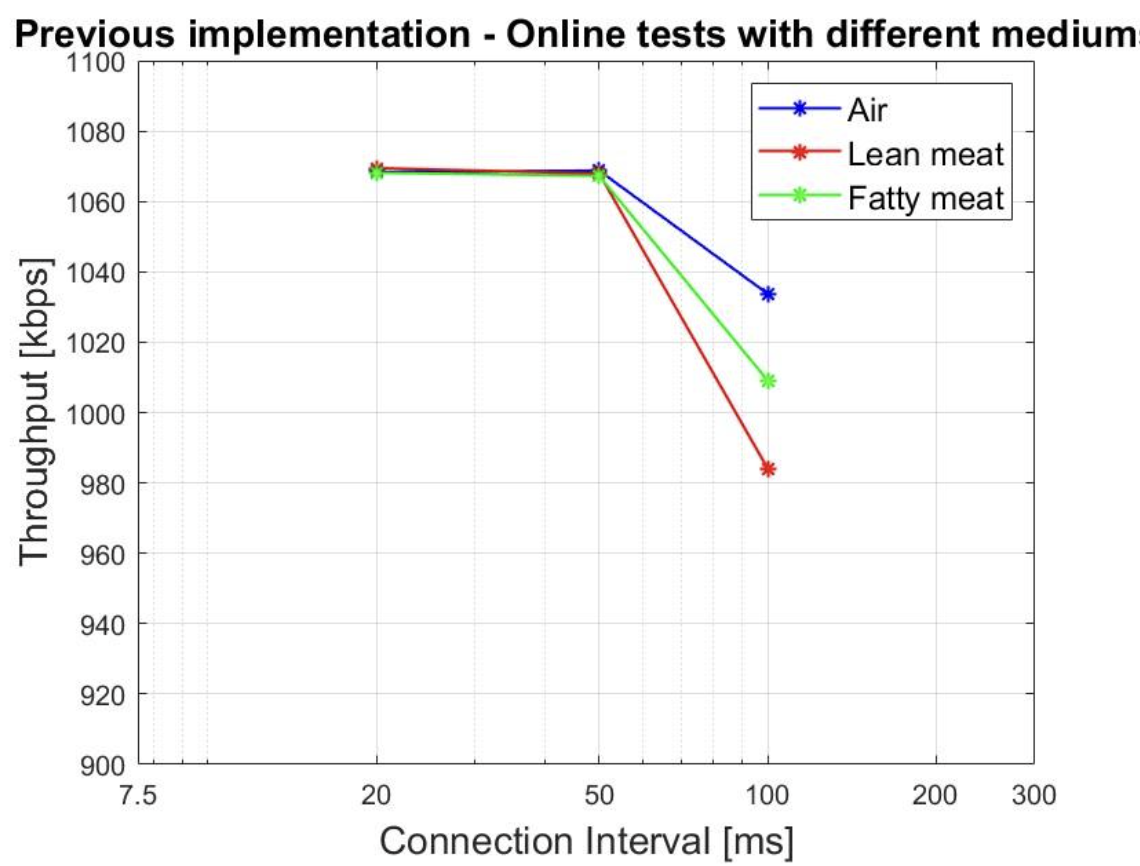 Previous implementation - Online tests with different mediums
1100
1080
1060
1040
1020
1000
980
960
940
920
900
Throughput [kbps]
Air
Lean meat
Fatty meat
7.5 20 50 100 200 300
Connection Interval [ms]